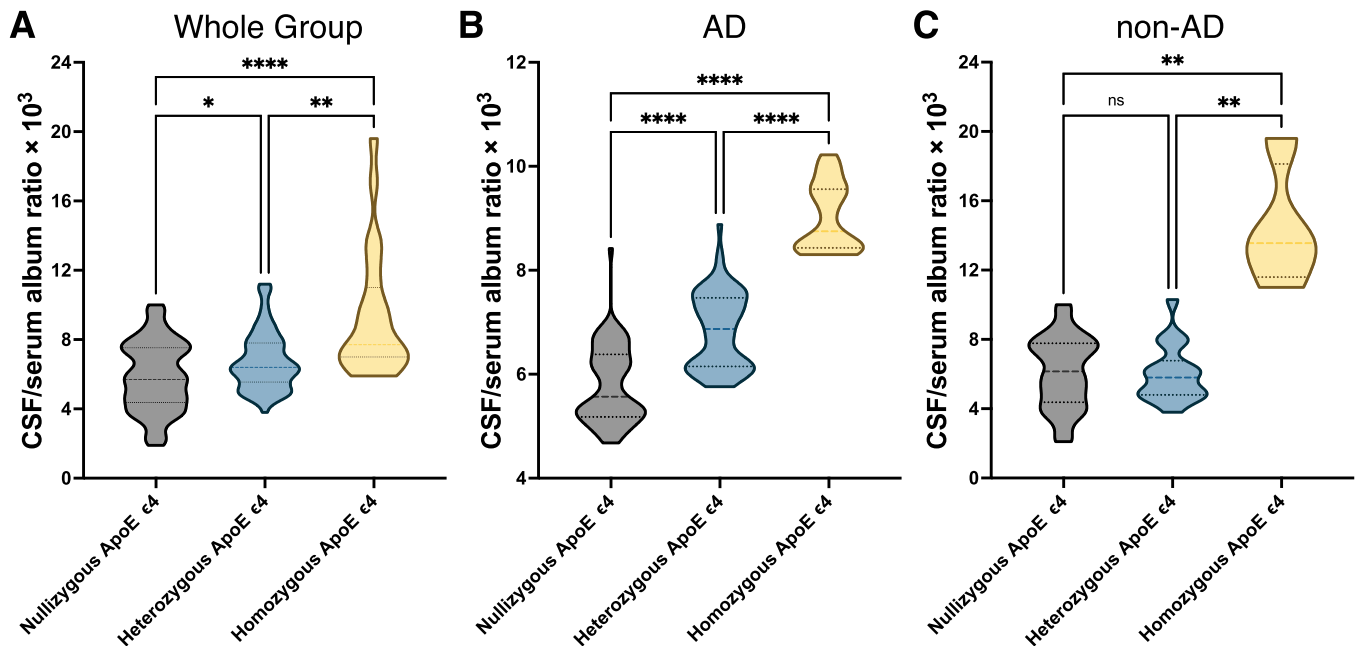 A
Whole Group
CSF/serum album ratio × 10³
24
20
16
12
8
4
0
****
*
**
Nullizygous ApoE ϵ4
Heterozygous ApoE ϵ4
Homozygous ApoE ϵ4
B
AD
CSF/serum album ratio × 10³
12
10
8
6
4
****
****
****
Nullizygous ApoE ϵ4
Heterozygous ApoE ϵ4
Homozygous ApoE ϵ4
C
non-AD
CSF/serum album ratio × 10³
24
20
16
12
8
4
0
**
ns
**
Nullizygous ApoE ϵ4
Heterozygous ApoE ϵ4
Homozygous ApoE ϵ4